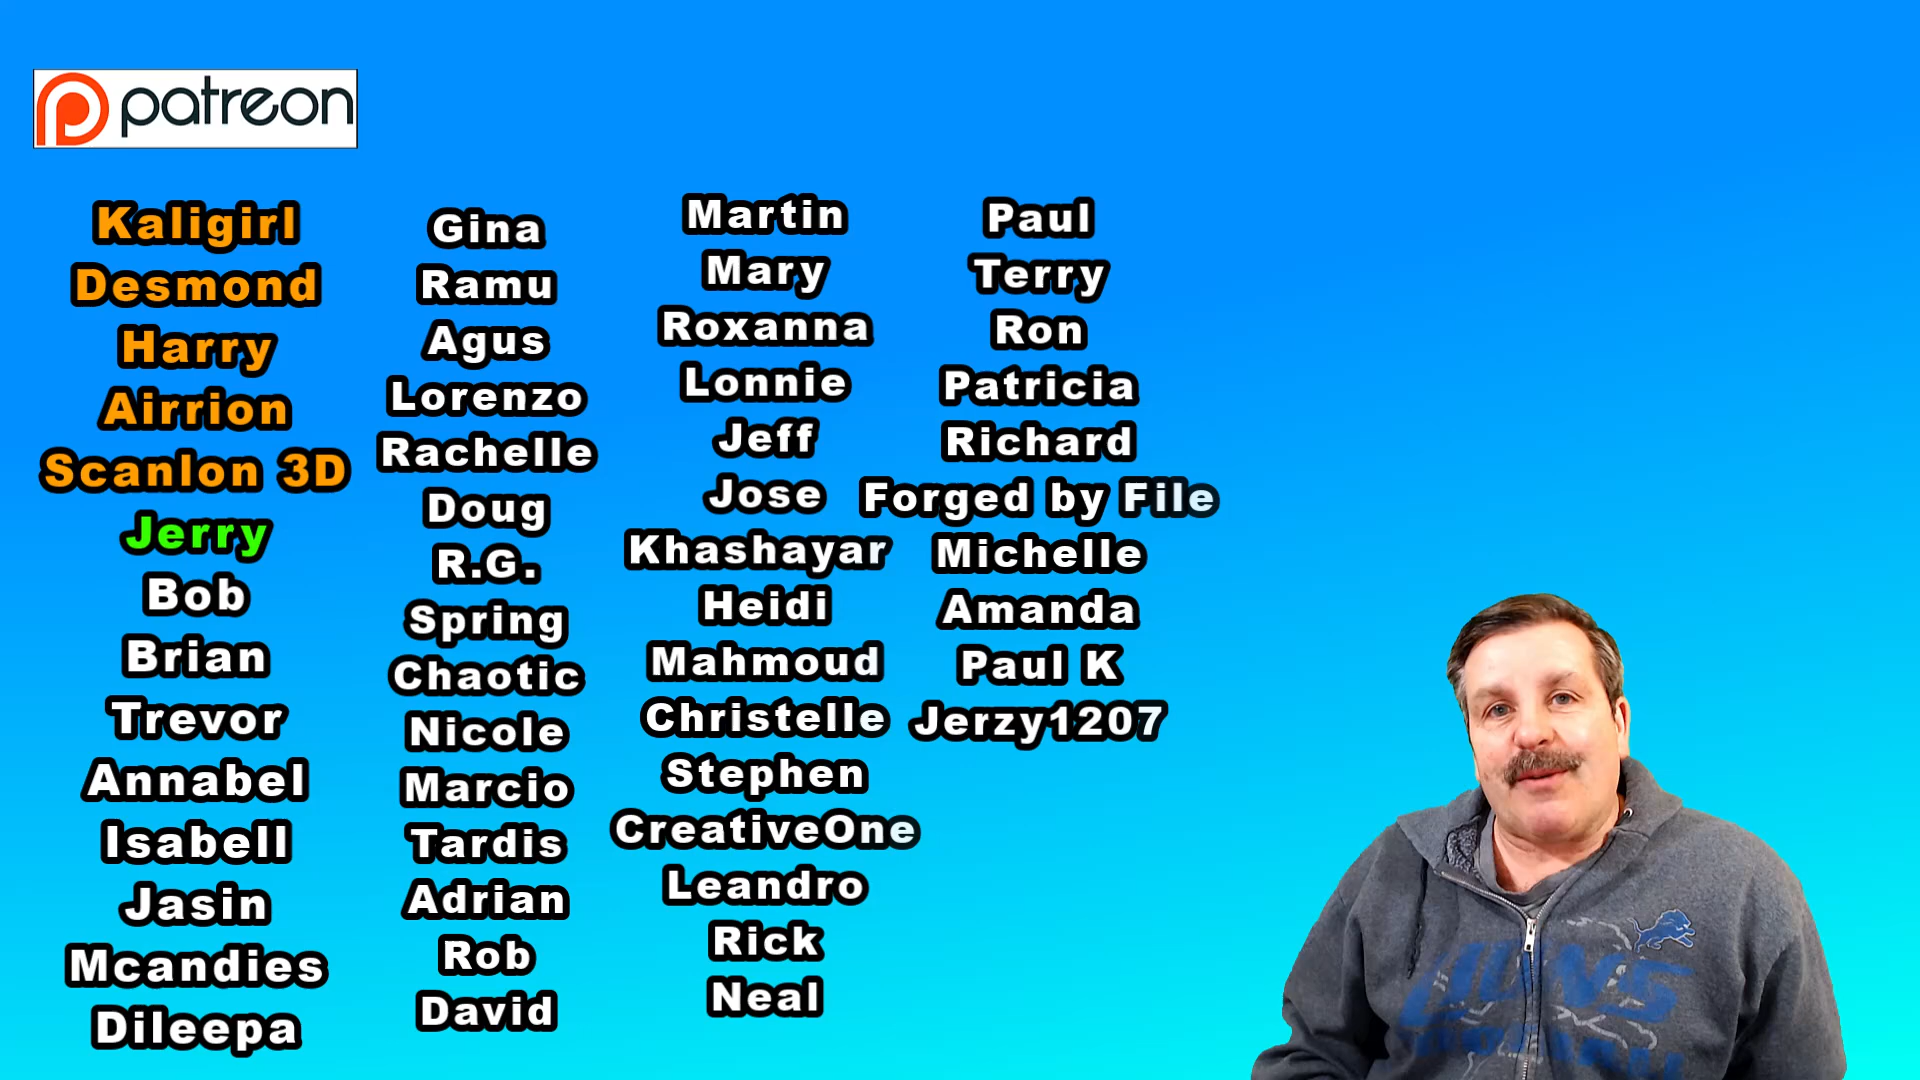 patreon
Kaligirl
Desmond
Harry
Airrion
Scanlon 3D
Jerry
Bob
Brian
Trevor
Annabel
Isabell
Jasin
Mcandies
Dileepa
Gina
Ramu
Agus
Lorenzo
Rachelle
Doug
R.G.
Spring
Chaotic
Nicole
Marcio
Tardis
Adrian
Rob
David
Martin
Mary
Roxanna
Lonnie
Jeff
Jose
Khashayar
Heidi
Mahmoud
Christelle
Stephen
CreativeOne
Leandro
Rick
Neal
Paul
Terry
Ron
Patricia
Richard
Forged by File
Michelle
Amanda
Paul K
Jerzy1207
LIONS